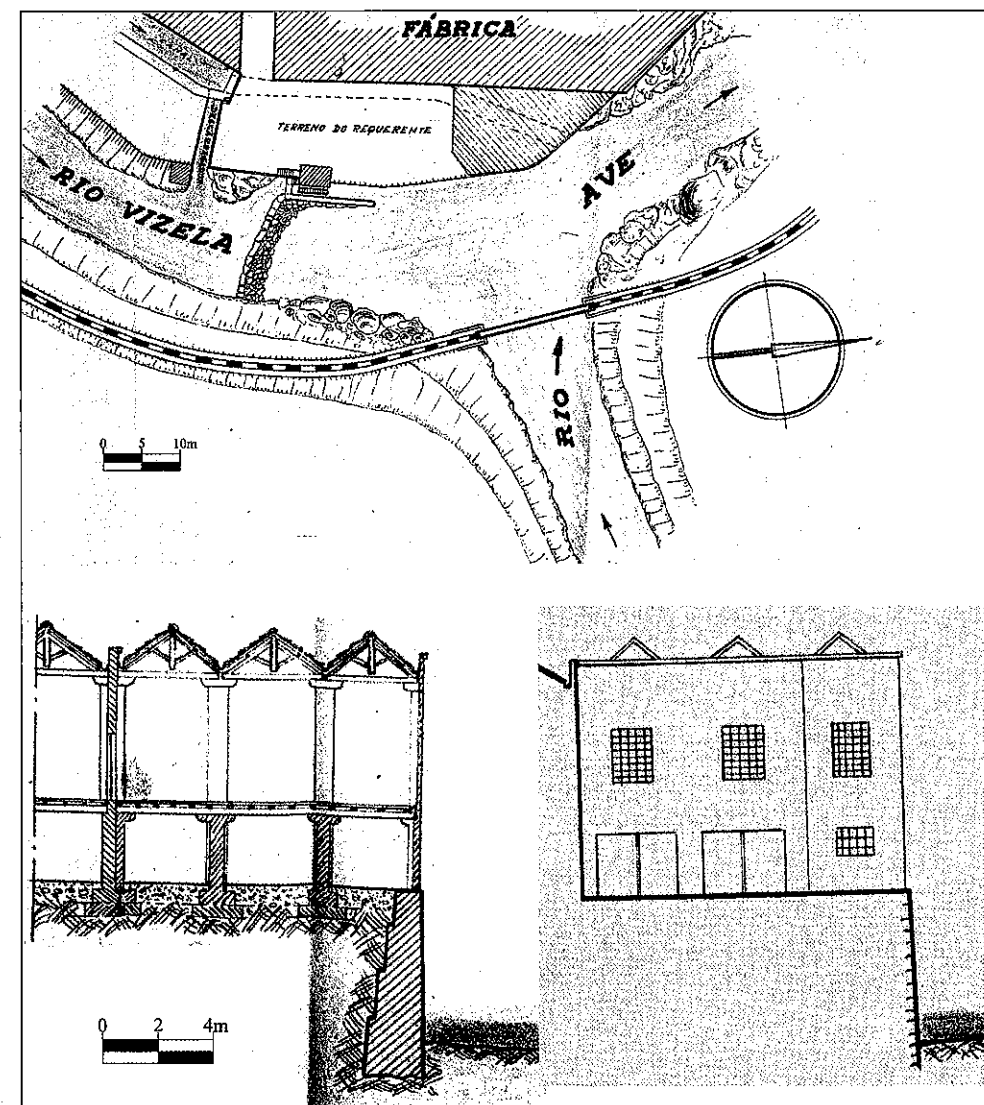 FÁBRICA
TERRENO DO REQUERENTE
RIO VIZELA
AVE
RIO
0 5 10m
0 2 4m